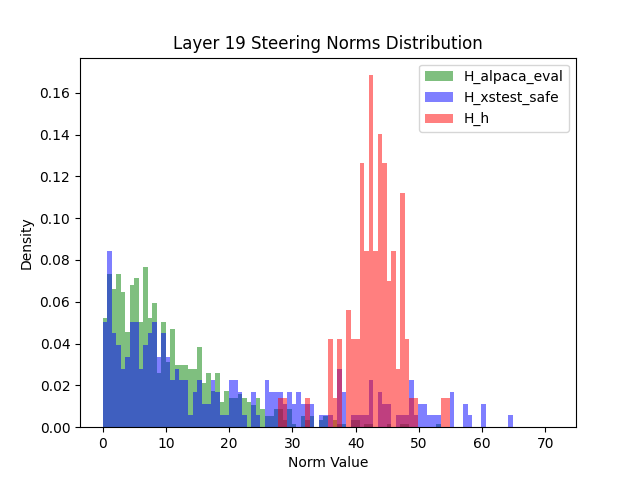 Layer 19 Steering Norms Distribution
H_alpaca_eval
H_xstest_safe
H_h
0.16
0.14
0.12
0.10
0.08
0.06
0.04
0.02
0.00
Density
0 10 20 30 40 50 60 70
Norm Value